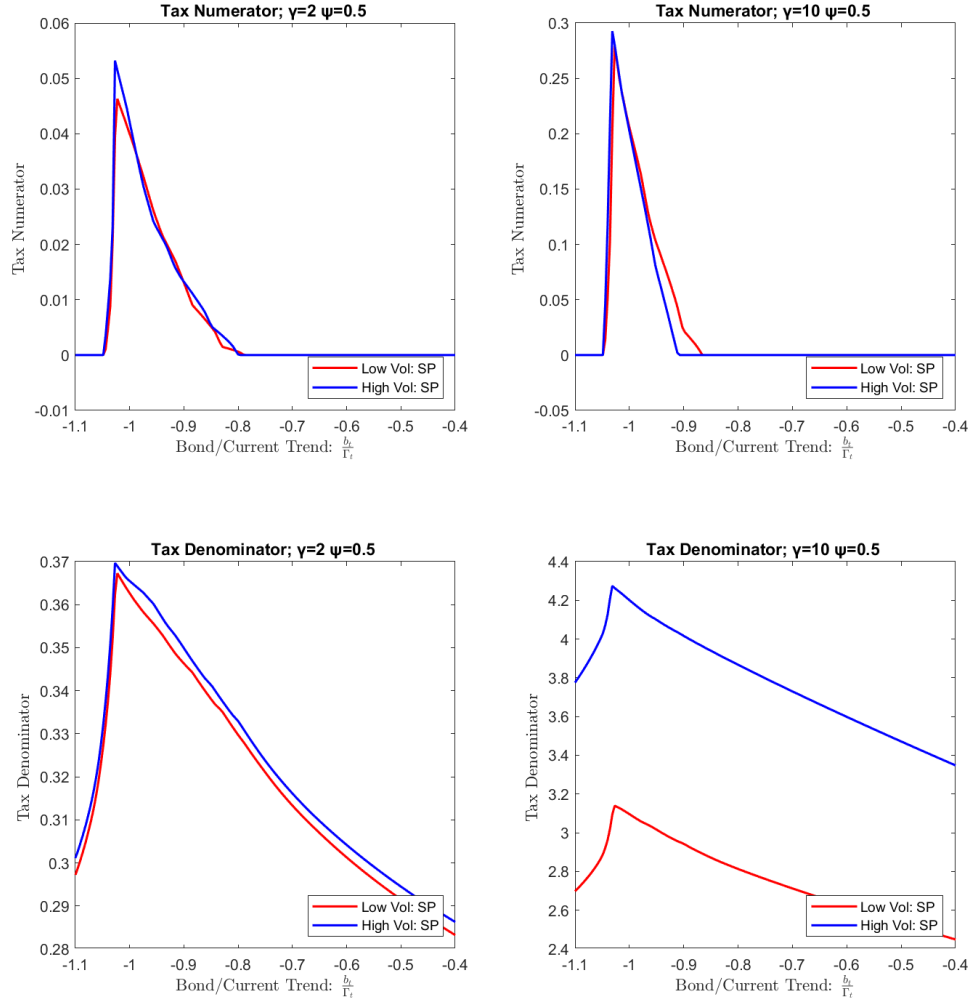 Tax Numerator; γ=2 ψ=0.5
0.06
0.05
0.04
0.03
0.02
0.01
0
-0.01
Tax Numerator
Low Vol: SP
High Vol: SP
-1.1 -1 -0.9 -0.8 -0.7 -0.6 -0.5 -0.4
Bond/Current Trend: b_t/Γ_t
Tax Numerator; γ=10 ψ=0.5
0.3
0.25
0.2
0.15
0.1
0.05
0
-0.05
Tax Numerator
Low Vol: SP
High Vol: SP
-1.1 -1 -0.9 -0.8 -0.7 -0.6 -0.5 -0.4
Bond/Current Trend: b_t/Γ_t
Tax Denominator; γ=2 ψ=0.5
0.37
0.36
0.35
0.34
0.33
0.32
0.31
0.3
0.29
0.28
Tax Denominator
Low Vol: SP
High Vol: SP
-1.1 -1 -0.9 -0.8 -0.7 -0.6 -0.5 -0.4
Bond/Current Trend: b_t/Γ_t
Tax Denominator; γ=10 ψ=0.5
4.4
4.2
4
3.8
3.6
3.4
3.2
3
2.8
2.6
2.4
Tax Denominator
Low Vol: SP
High Vol: SP
-1.1 -1 -0.9 -0.8 -0.7 -0.6 -0.5 -0.4
Bond/Current Trend: b_t/Γ_t